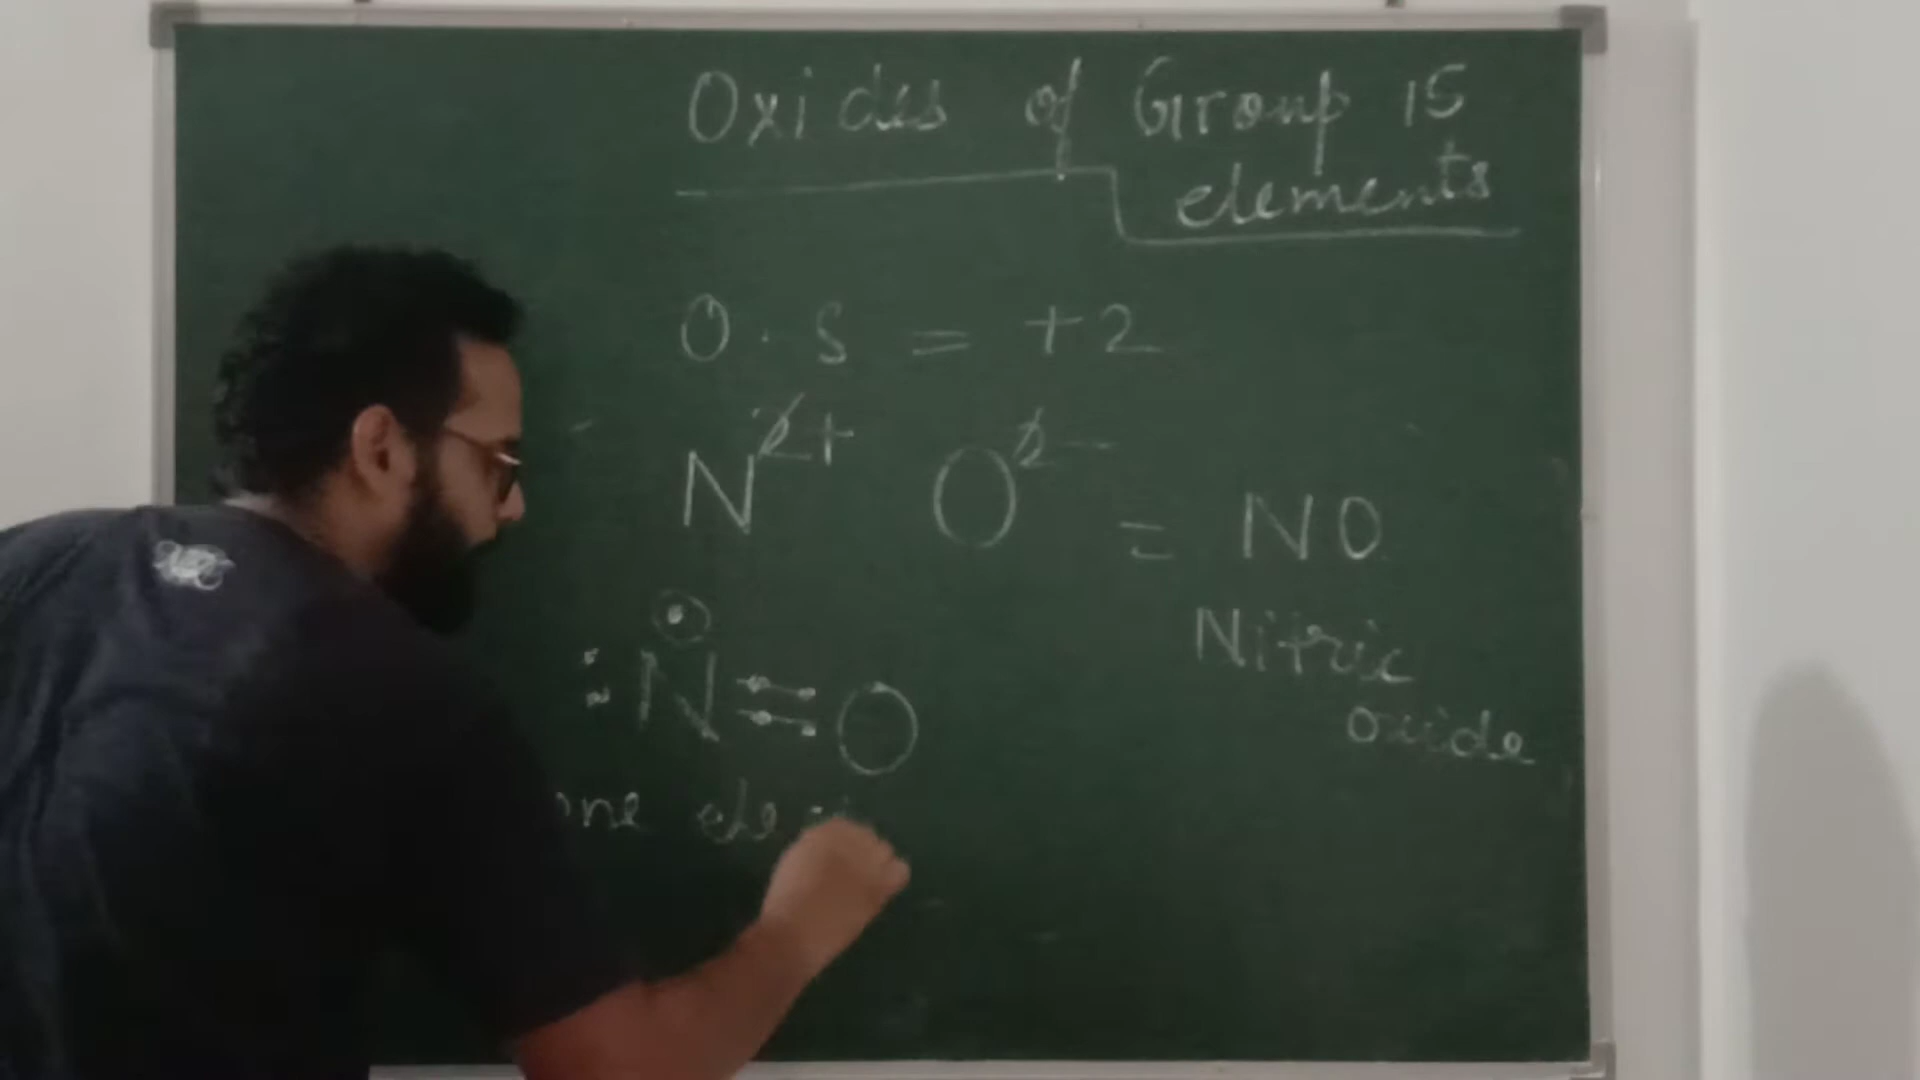 Oxides of Group 15
elements
O.S = +2
N²⁺ O²⁻ = NO
Nitric
oxide
:N=O
one ele